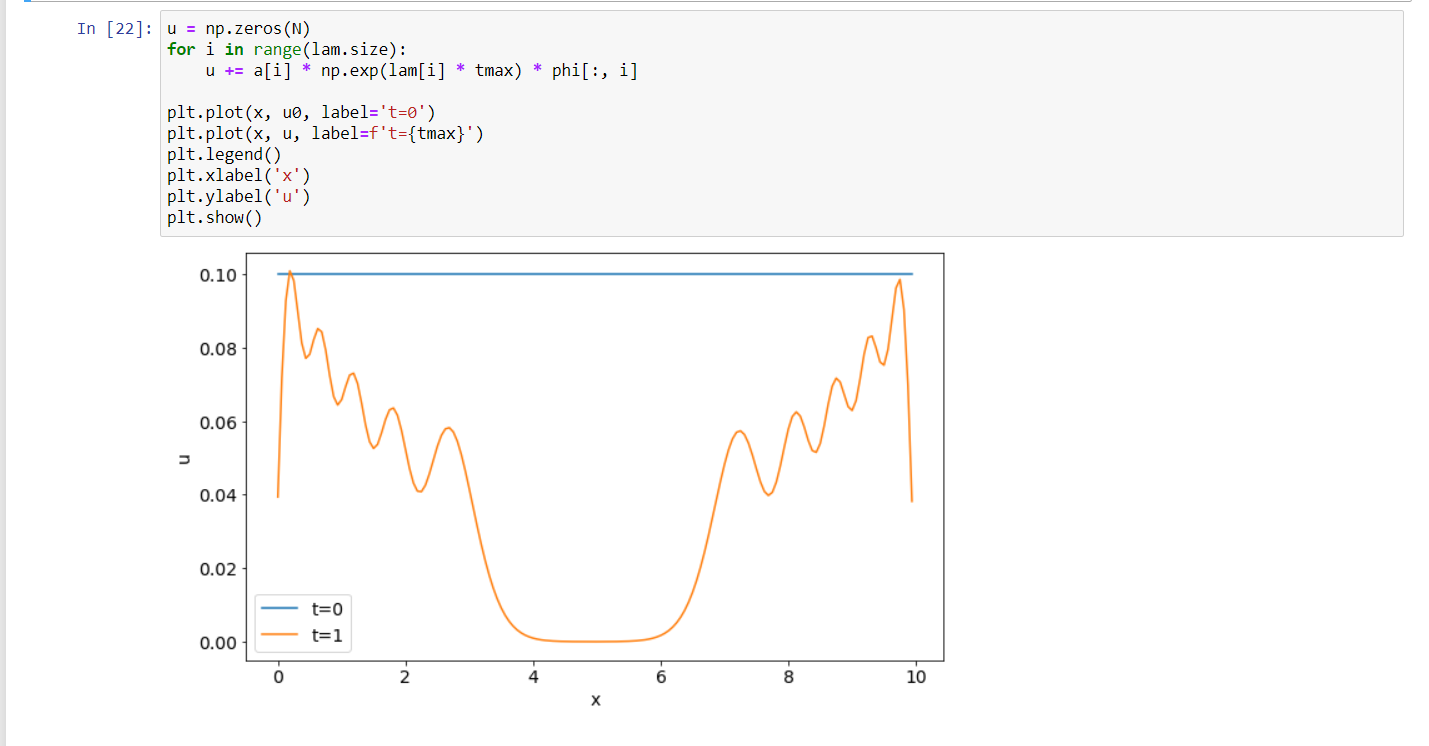 In [22]:
u = np.zeros(N)
for i in range(lam.size):
    u += a[i] * np.exp(lam[i] * tmax) * phi[:, i]
plt.plot(x, u0, label='t=0')
plt.plot(x, u, label=f't={tmax}')
plt.legend()
plt.xlabel('x')
plt.ylabel('u')
plt.show()
0.10
0.08
0.06
0.04
0.02
0.00
u
t=0
t=1
0 2 4 6 8 10
x